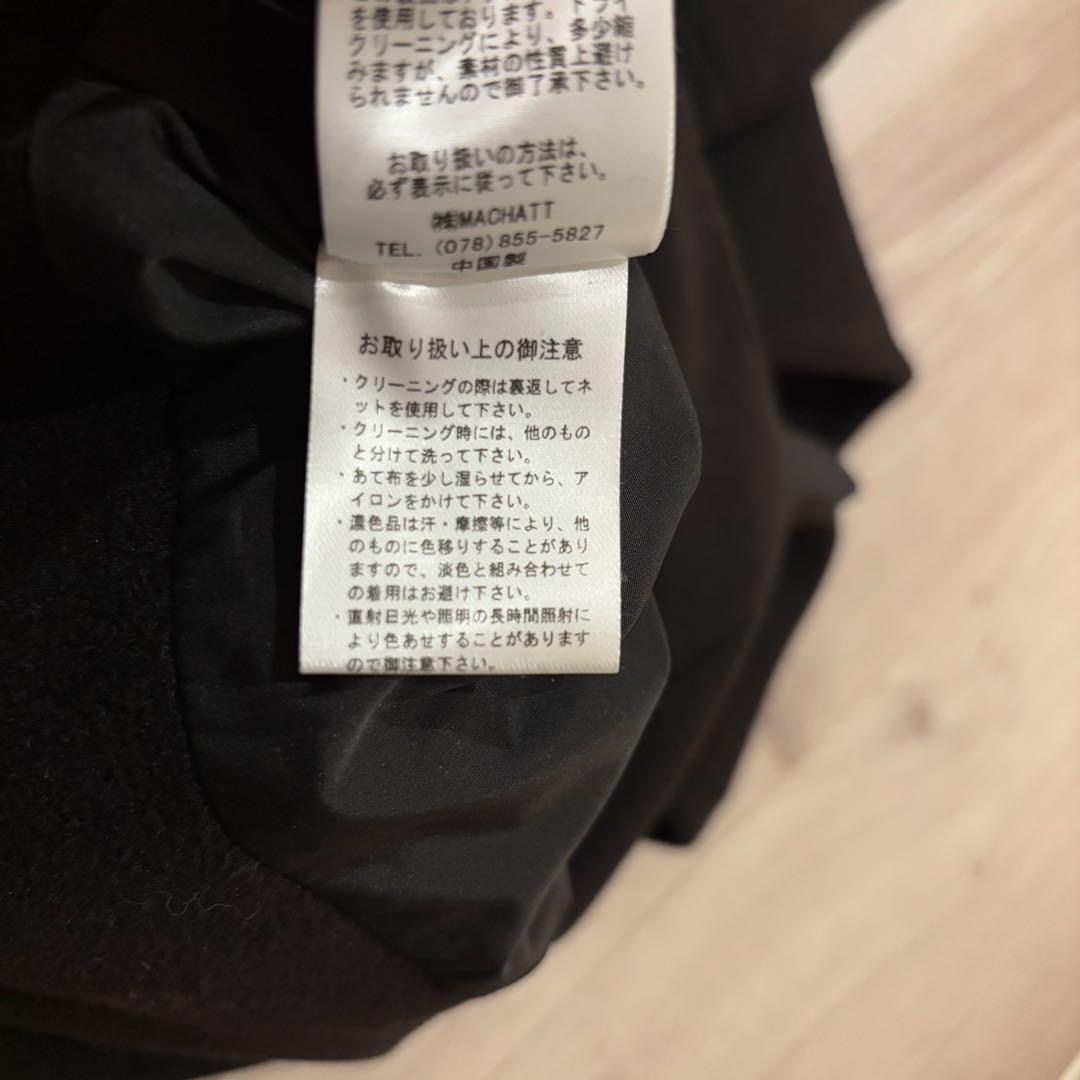 を使用しております。ドライ
クリーニングにより、多少縮
みますが、素材の性質上避け
られませんので御了承下さい。
お取り扱いの方法は、
必ず表示に従って下さい。
㈱MACHATT
TEL. (078)855-5827
中国製
お取り扱い上の御注意
・クリーニングの際は裏返してネ
ットを使用して下さい。
・クリーニング時には、他のもの
と分けて洗って下さい。
・あて布を少し湿らせてから、ア
イロンをかけて下さい。
・濃色品は汗・摩擦等により、他
のものに色移りすることがあり
ますので、淡色と組み合わせて
の着用はお避け下さい。
・直射日光や照明の長時間照射に
より色あせすることがあります
ので御注意下さい。